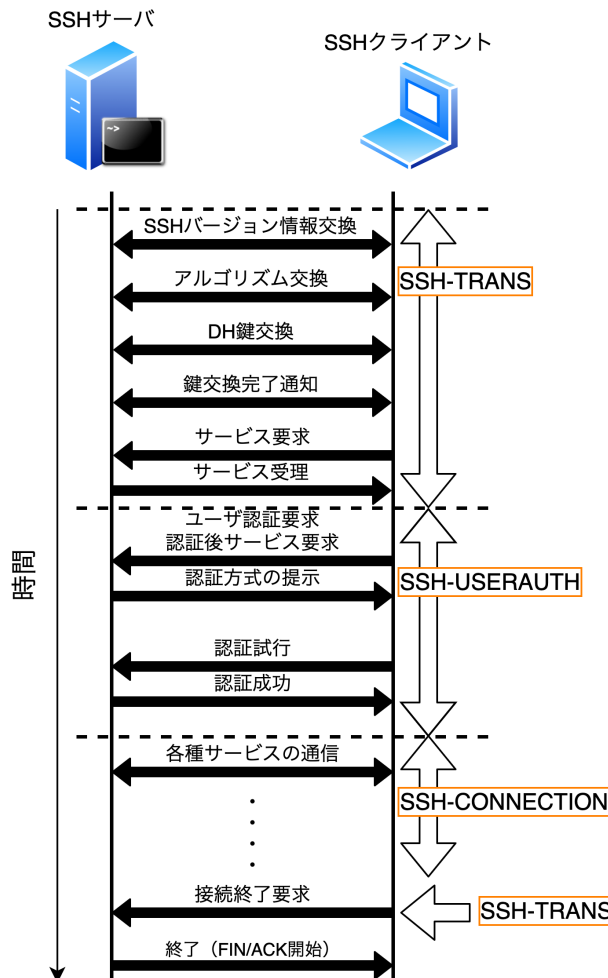 SSHサーバ
SSHクライアント
~>
SSHバージョン情報交換
アルゴリズム交換
SSH-TRANS
DH鍵交換
鍵交換完了通知
サービス要求
サービス受理
ユーザ認証要求
認証後サービス要求
認証方式の提示
SSH-USERAUTH
時間
認証試行
認証成功
各種サービスの通信
SSH-CONNECTION
接続終了要求
SSH-TRANS
終了（FIN/ACK開始）